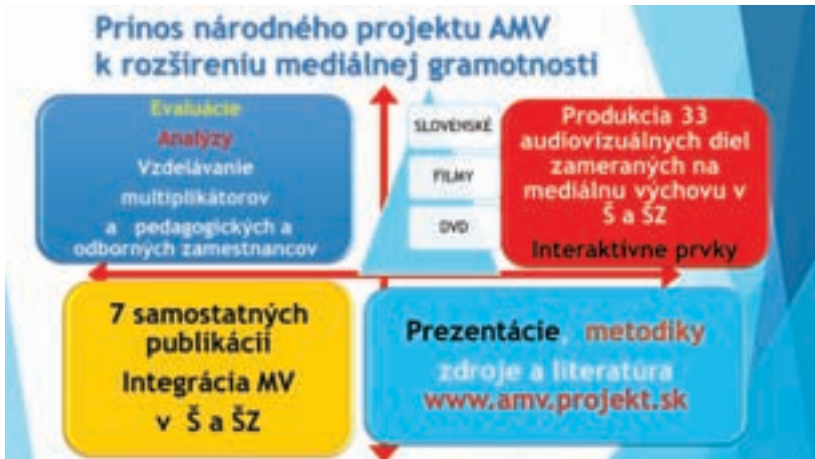 Prínos národného projektu AMV
k rozšíreniu mediálnej gramotnosti
Evaluácie
Analýzy
Vzdelávanie
multiplikátorov
a pedagogických a
odborných zamestnancov
SLOVENSKÉ
FILMY
DVD
Produkcia 33
audiovizuálnych diel
zameraných na
mediálnu výchovu v
Š a ŠZ
Interaktívne prvky
7 samostatných
publikácií
Integrácia MV
v Š a ŠZ
Prezentácie, metodiky
zdroje a literatúra
www.amv.projekt.sk